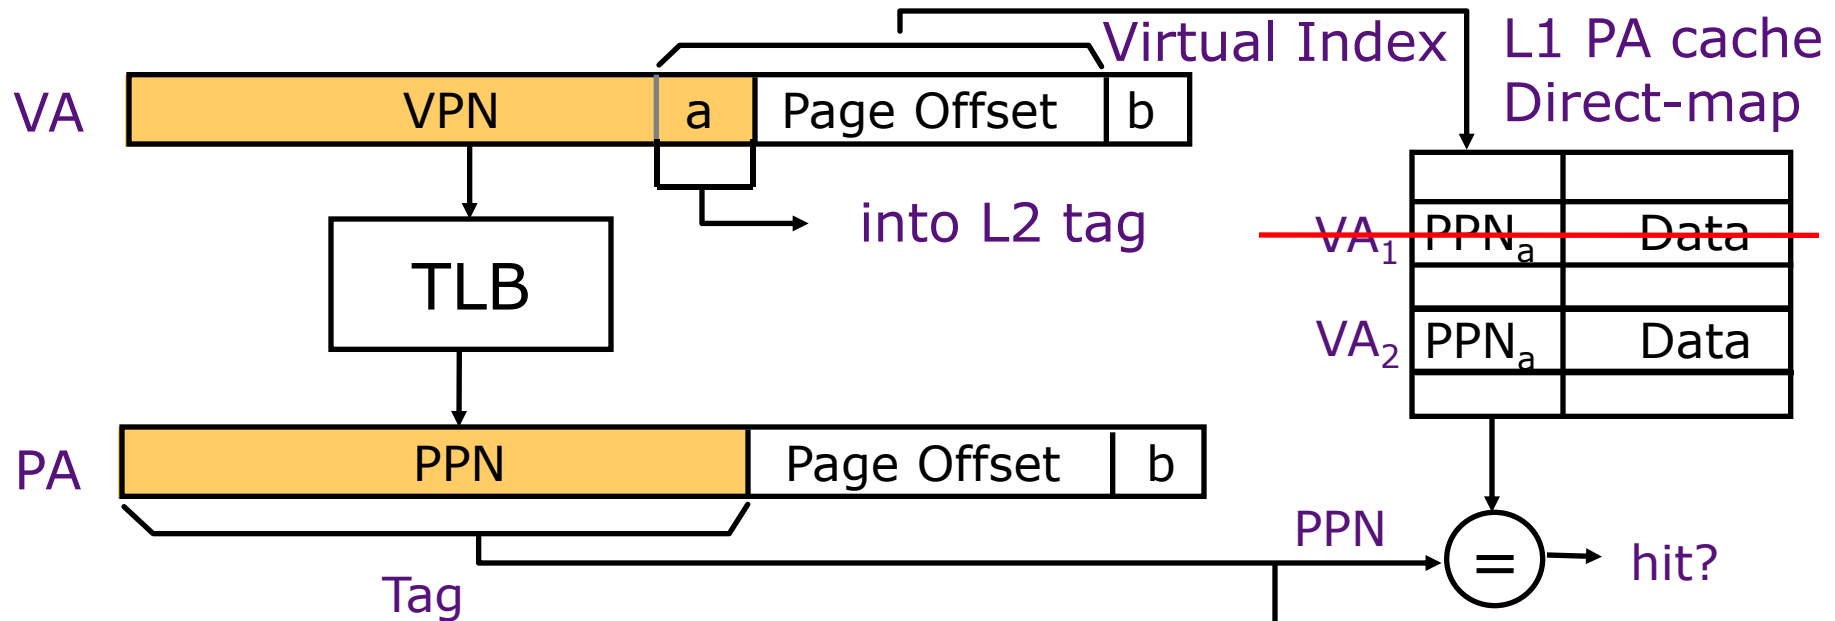 Virtual Index
L1 PA cache
Direct-map
VA
VPN
a
Page Offset
b
into L2 tag
VA1
PPNa
Data
TLB
VA2
PPNa
Data
PA
PPN
Page Offset
b
PPN
=
hit?
Tag